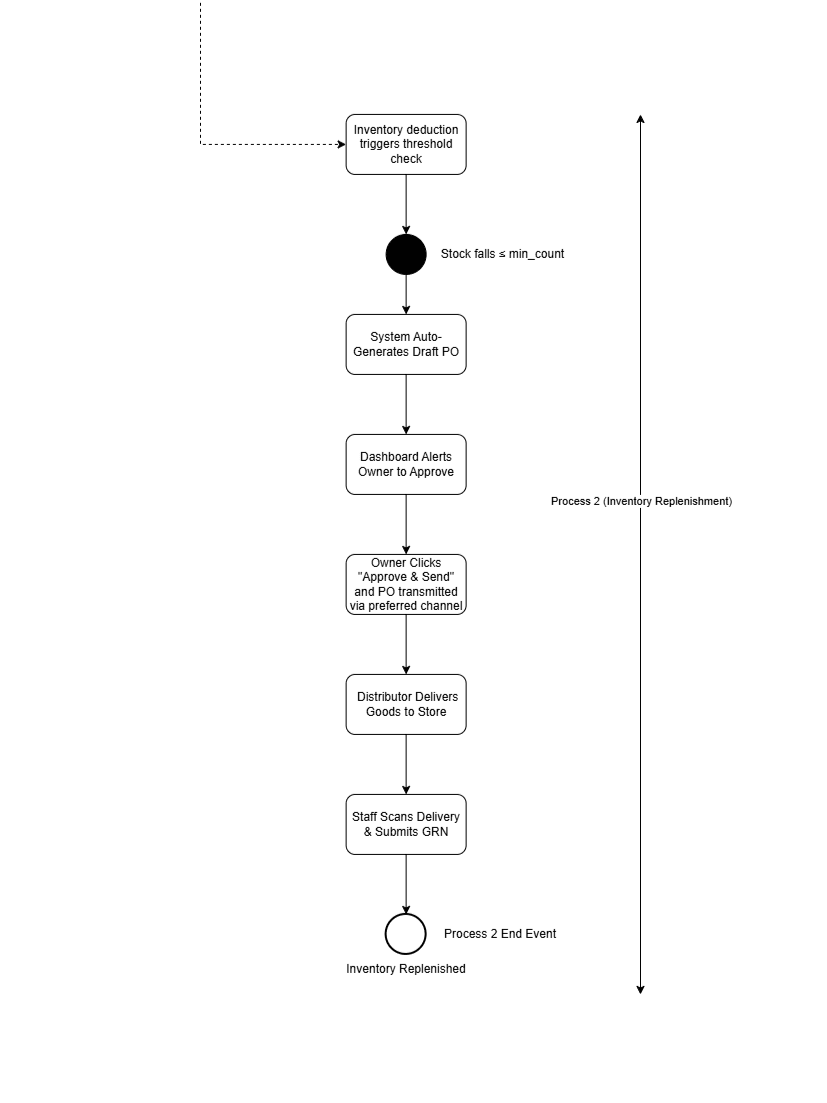 Inventory deduction
triggers threshold
check
Stock falls ≤ min_count
System Auto-
Generates Draft PO
Dashboard Alerts
Owner to Approve
Process 2 (Inventory Replenishment)
Owner Clicks
"Approve & Send"
and PO transmitted
via preferred channel
Distributor Delivers
Goods to Store
Staff Scans Delivery
& Submits GRN
Process 2 End Event
Inventory Replenished